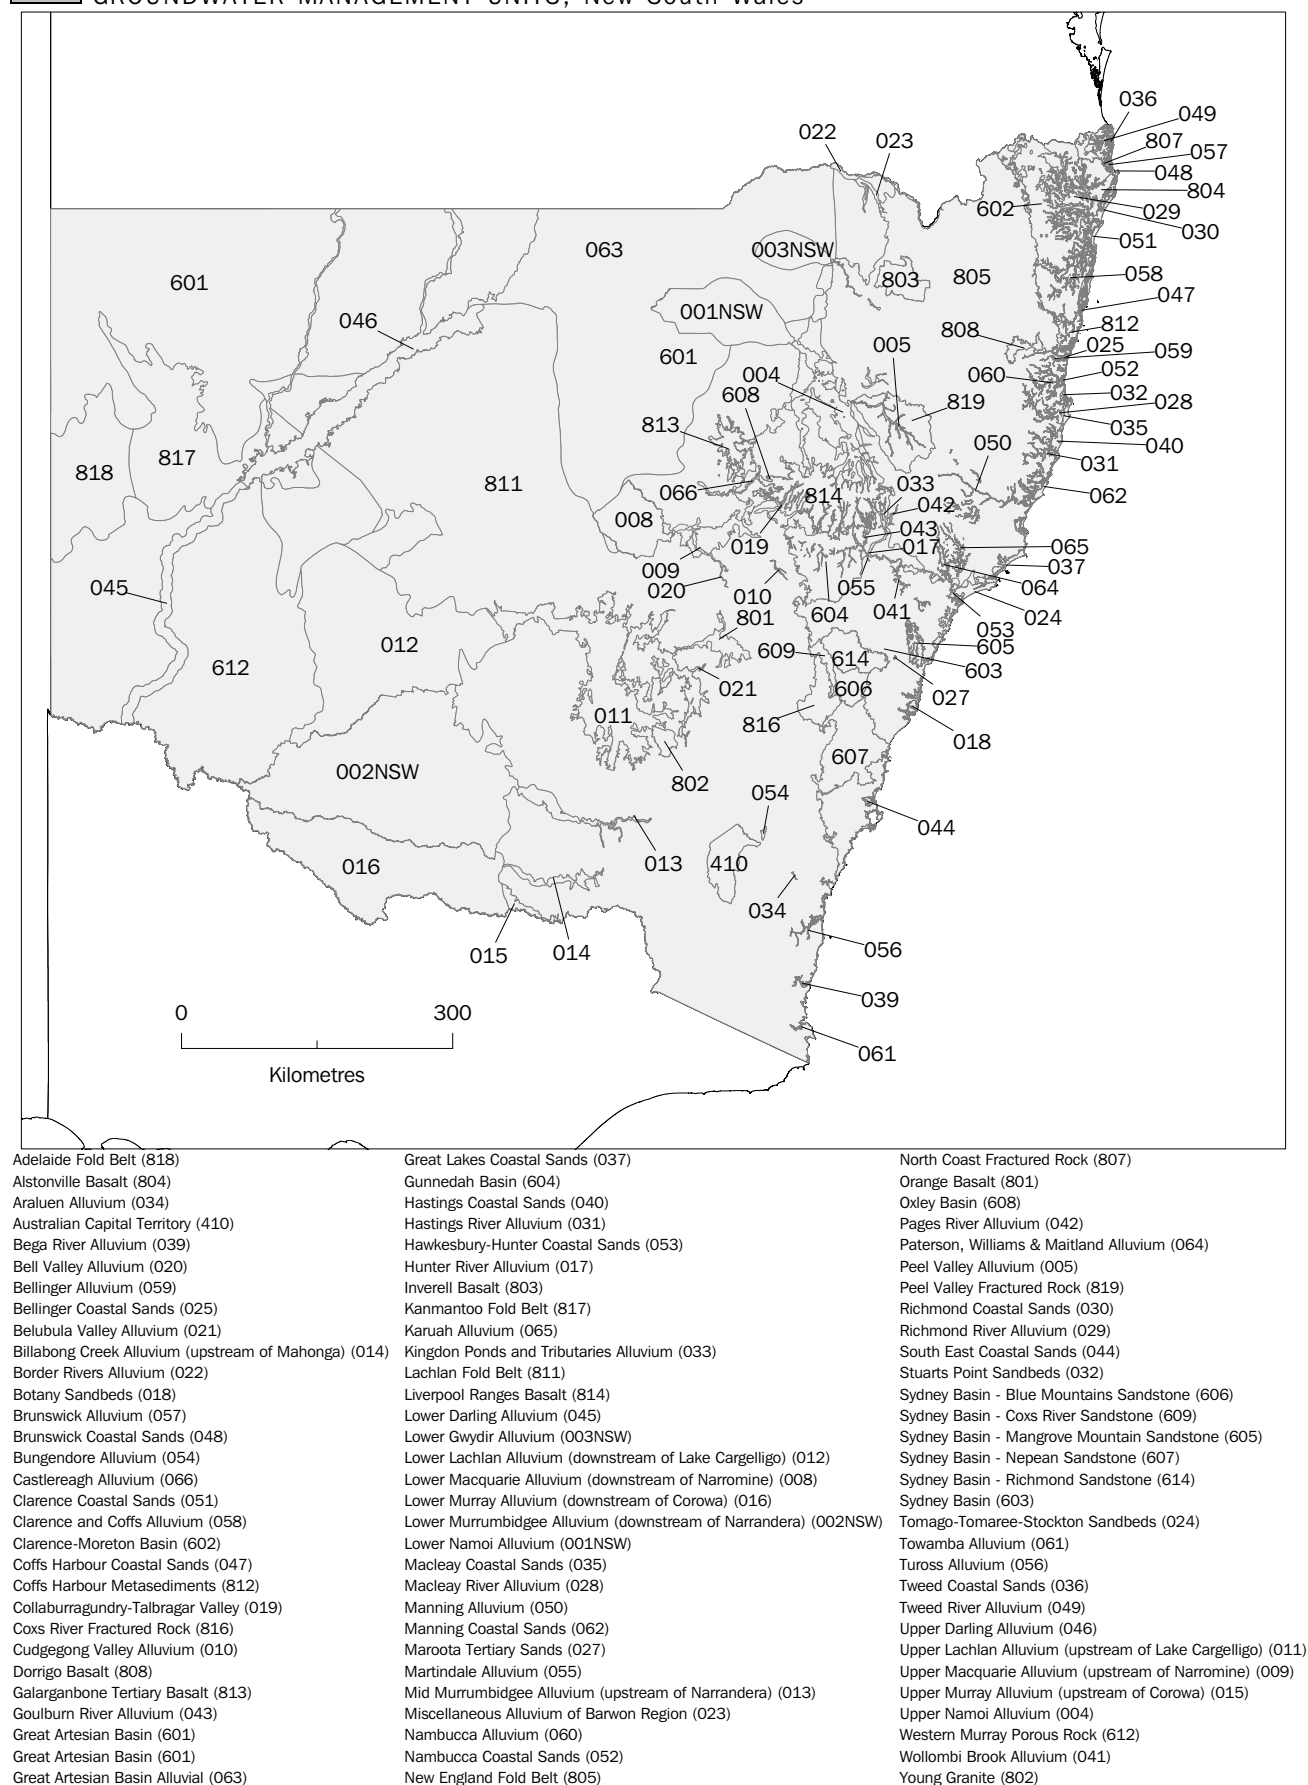 GROUNDWATER MANAGEMENT UNITS, New South Wales
036
049
022
023
807
057
048
804
602
029
030
051
063
003NSW
601
803
805
058
047
001NSW
046
808
812
005
025
059
601
004
060
052
608
819
032
028
813
035
050
040
818
817
031
811
066
033
062
814
042
008
043
019
017
065
009
037
045
020
055
064
010
604
041
024
801
053
012
609
605
614
603
612
021
606
027
011
816
018
607
002NSW
802
054
044
016
013
410
034
015
014
056
039
0
300
061
Kilometres
Adelaide Fold Belt (818)
Alstonville Basalt (804)
Araluen Alluvium (034)
Australian Capital Territory (410)
Bega River Alluvium (039)
Bell Valley Alluvium (020)
Bellinger Alluvium (059)
Bellinger Coastal Sands (025)
Belubula Valley Alluvium (021)
Billabong Creek Alluvium (upstream of Mahonga) (014)
Border Rivers Alluvium (022)
Botany Sandbeds (018)
Brunswick Alluvium (057)
Brunswick Coastal Sands (048)
Bungendore Alluvium (054)
Castlereagh Alluvium (066)
Clarence Coastal Sands (051)
Clarence and Coffs Alluvium (058)
Clarence-Moreton Basin (602)
Coffs Harbour Coastal Sands (047)
Coffs Harbour Metasediments (812)
Collaburragundry-Talbragar Valley (019)
Coxs River Fractured Rock (816)
Cudgegong Valley Alluvium (010)
Dorrigo Basalt (808)
Galarganbone Tertiary Basalt (813)
Goulburn River Alluvium (043)
Great Artesian Basin (601)
Great Artesian Basin (601)
Great Artesian Basin Alluvial (063)
Great Lakes Coastal Sands (037)
Gunnedah Basin (604)
Hastings Coastal Sands (040)
Hastings River Alluvium (031)
Hawkesbury-Hunter Coastal Sands (053)
Hunter River Alluvium (017)
Inverell Basalt (803)
Kanmantoo Fold Belt (817)
Karuah Alluvium (065)
Kingdon Ponds and Tributaries Alluvium (033)
Lachlan Fold Belt (811)
Liverpool Ranges Basalt (814)
Lower Darling Alluvium (045)
Lower Gwydir Alluvium (003NSW)
Lower Lachlan Alluvium (downstream of Lake Cargelligo) (012)
Lower Macquarie Alluvium (downstream of Narromine) (008)
Lower Murray Alluvium (downstream of Corowa) (016)
Lower Murrumbidgee Alluvium (downstream of Narrandera) (002NSW)
Lower Namoi Alluvium (001NSW)
Macleay Coastal Sands (035)
Macleay River Alluvium (028)
Manning Alluvium (050)
Manning Coastal Sands (062)
Maroota Tertiary Sands (027)
Martindale Alluvium (055)
Mid Murrumbidgee Alluvium (upstream of Narrandera) (013)
Miscellaneous Alluvium of Barwon Region (023)
Nambucca Alluvium (060)
Nambucca Coastal Sands (052)
New England Fold Belt (805)
North Coast Fractured Rock (807)
Orange Basalt (801)
Oxley Basin (608)
Pages River Alluvium (042)
Paterson, Williams & Maitland Alluvium (064)
Peel Valley Alluvium (005)
Peel Valley Fractured Rock (819)
Richmond Coastal Sands (030)
Richmond River Alluvium (029)
South East Coastal Sands (044)
Stuarts Point Sandbeds (032)
Sydney Basin - Blue Mountains Sandstone (606)
Sydney Basin - Coxs River Sandstone (609)
Sydney Basin - Mangrove Mountain Sandstone (605)
Sydney Basin - Nepean Sandstone (607)
Sydney Basin - Richmond Sandstone (614)
Sydney Basin (603)
Tomago-Tomaree-Stockton Sandbeds (024)
Towamba Alluvium (061)
Tuross Alluvium (056)
Tweed Coastal Sands (036)
Tweed River Alluvium (049)
Upper Darling Alluvium (046)
Upper Lachlan Alluvium (upstream of Lake Cargelligo) (011)
Upper Macquarie Alluvium (upstream of Narromine) (009)
Upper Murray Alluvium (upstream of Corowa) (015)
Upper Namoi Alluvium (004)
Western Murray Porous Rock (612)
Wollombi Brook Alluvium (041)
Young Granite (802)